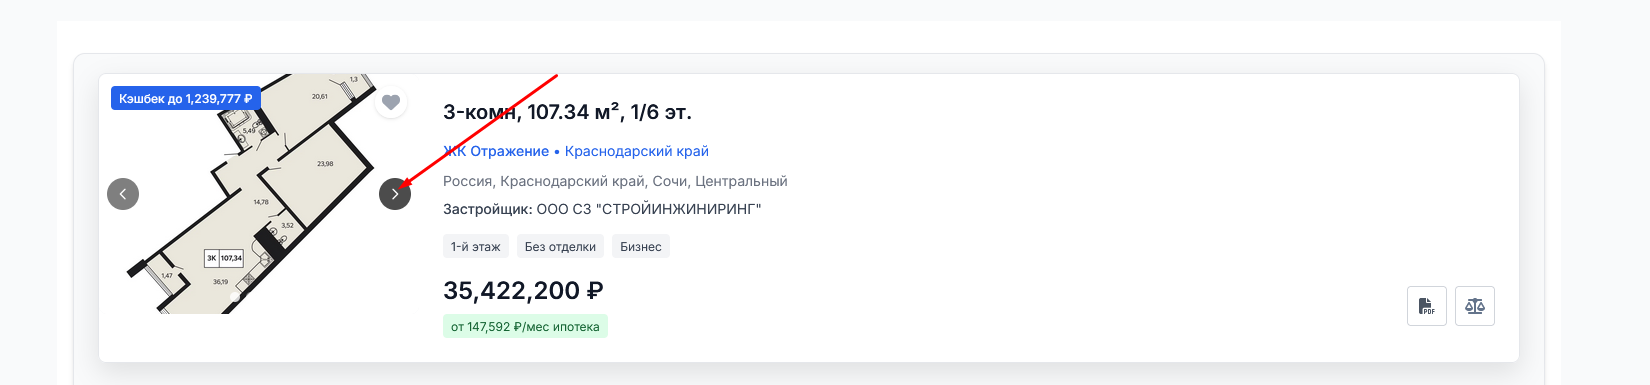 Кэшбек до 1,239,777 ₽
1,3
20,61
5,49
23,98
14,78
3,52
3К 107,34
1,47
36,19
3-комн, 107.34 м², 1/6 эт.
ЖК Отражение • Краснодарский край
Россия, Краснодарский край, Сочи, Центральный
Застройщик: ООО СЗ "СТРОЙИНЖИНИРИНГ"
1-й этаж Без отделки Бизнес
35,422,200 ₽
от 147,592 ₽/мес ипотека
PDF